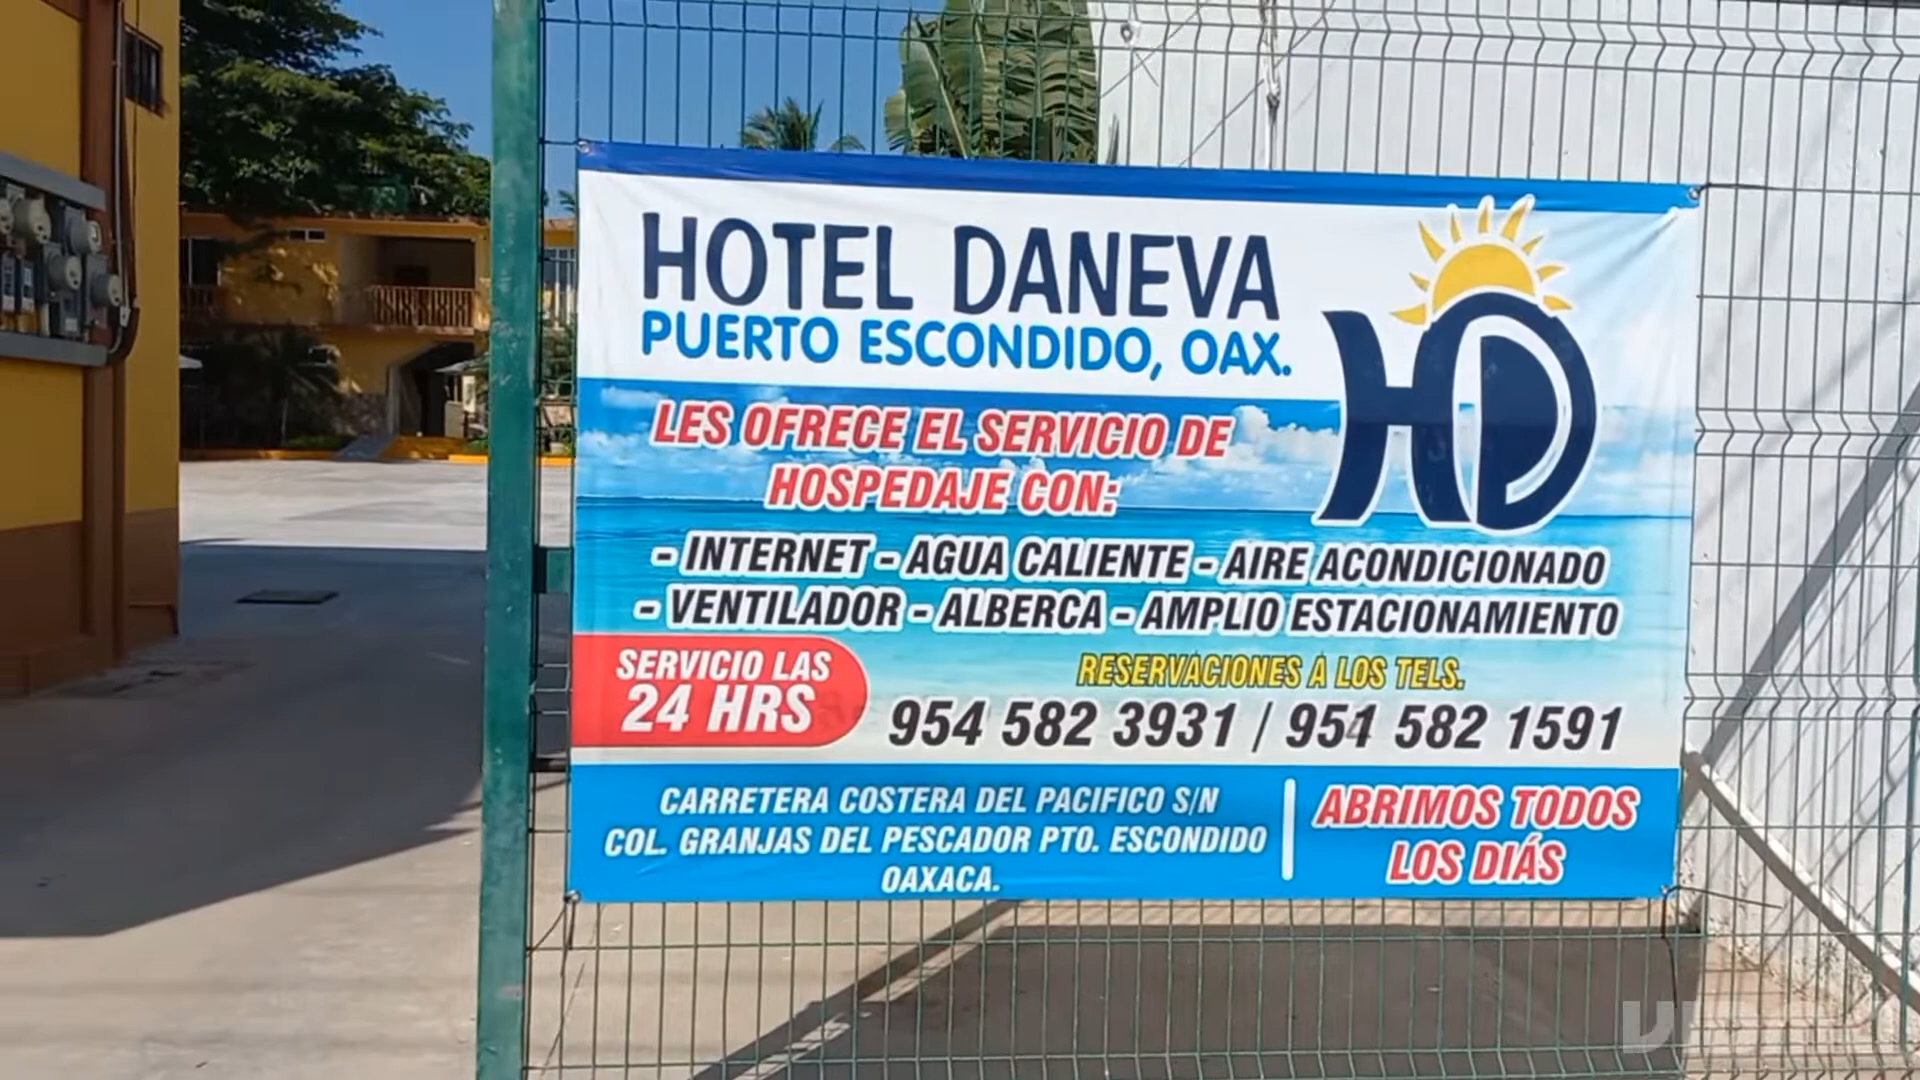 HOTEL DANEVA
PUERTO ESCONDIDO, OAX.
HD
LES OFRECE EL SERVICIO DE
HOSPEDAJE CON:
- INTERNET - AGUA CALIENTE - AIRE ACONDICIONADO
- VENTILADOR - ALBERCA - AMPLIO ESTACIONAMIENTO
SERVICIO LAS
24 HRS
RESERVACIONES A LOS TELS.
954 582 3931 / 954 582 1591
CARRETERA COSTERA DEL PACIFICO S/N
COL. GRANJAS DEL PESCADOR PTO. ESCONDIDO
OAXACA.
ABRIMOS TODOS
LOS DIÁS